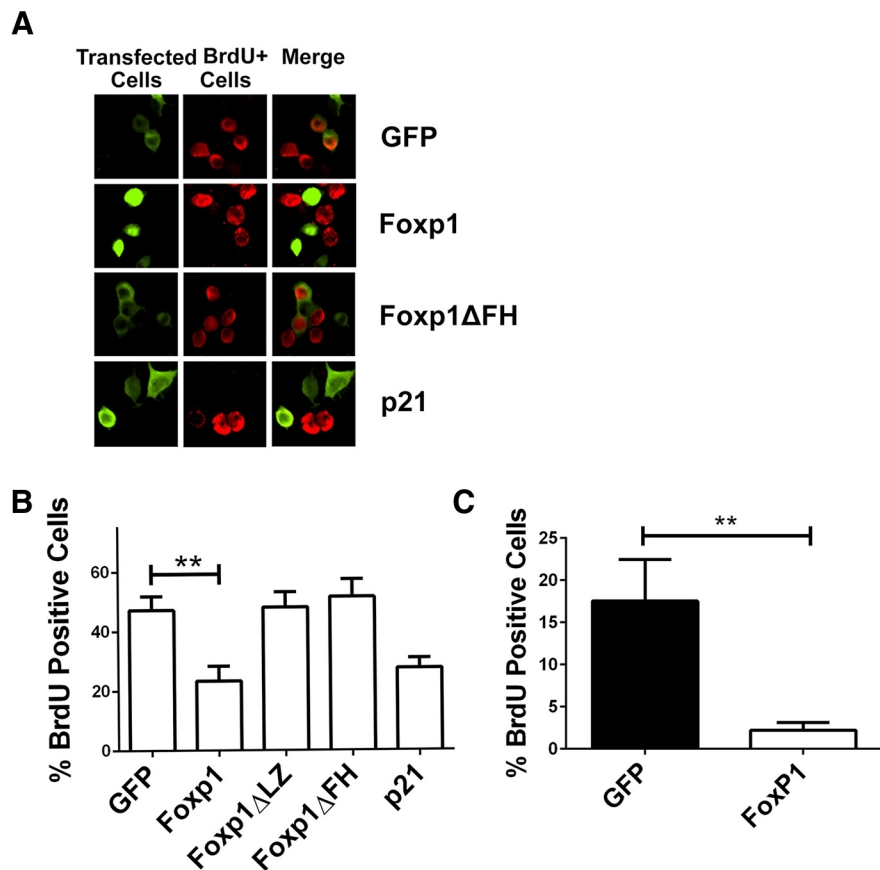 A
Transfected BrdU+ Merge
Cells Cells
GFP
Foxp1
Foxp1ΔFH
p21
B
% BrdU Positive Cells
60
40
20
0
**
GFP
Foxp1
Foxp1ΔLZ
Foxp1ΔFH
p21
C
% BrdU Positive Cells
25
20
15
10
5
0
**
GFP
FoxP1